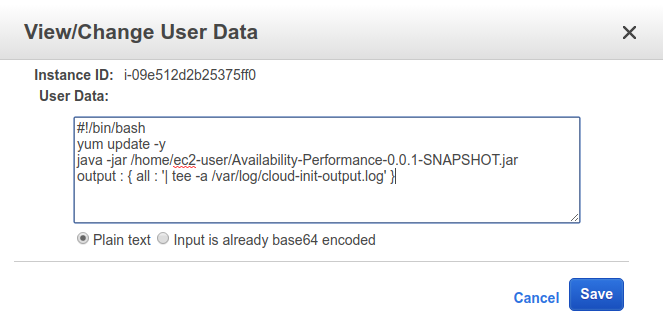 View/Change User Data
Instance ID: i-09e512d2b25375ff0
User Data:
#!/bin/bash
yum update -y
java -jar /home/ec2-user/Availability-Performance-0.0.1-SNAPSHOT.jar
output : { all : '| tee -a /var/log/cloud-init-output.log' }
Plain text Input is already base64 encoded
Cancel Save